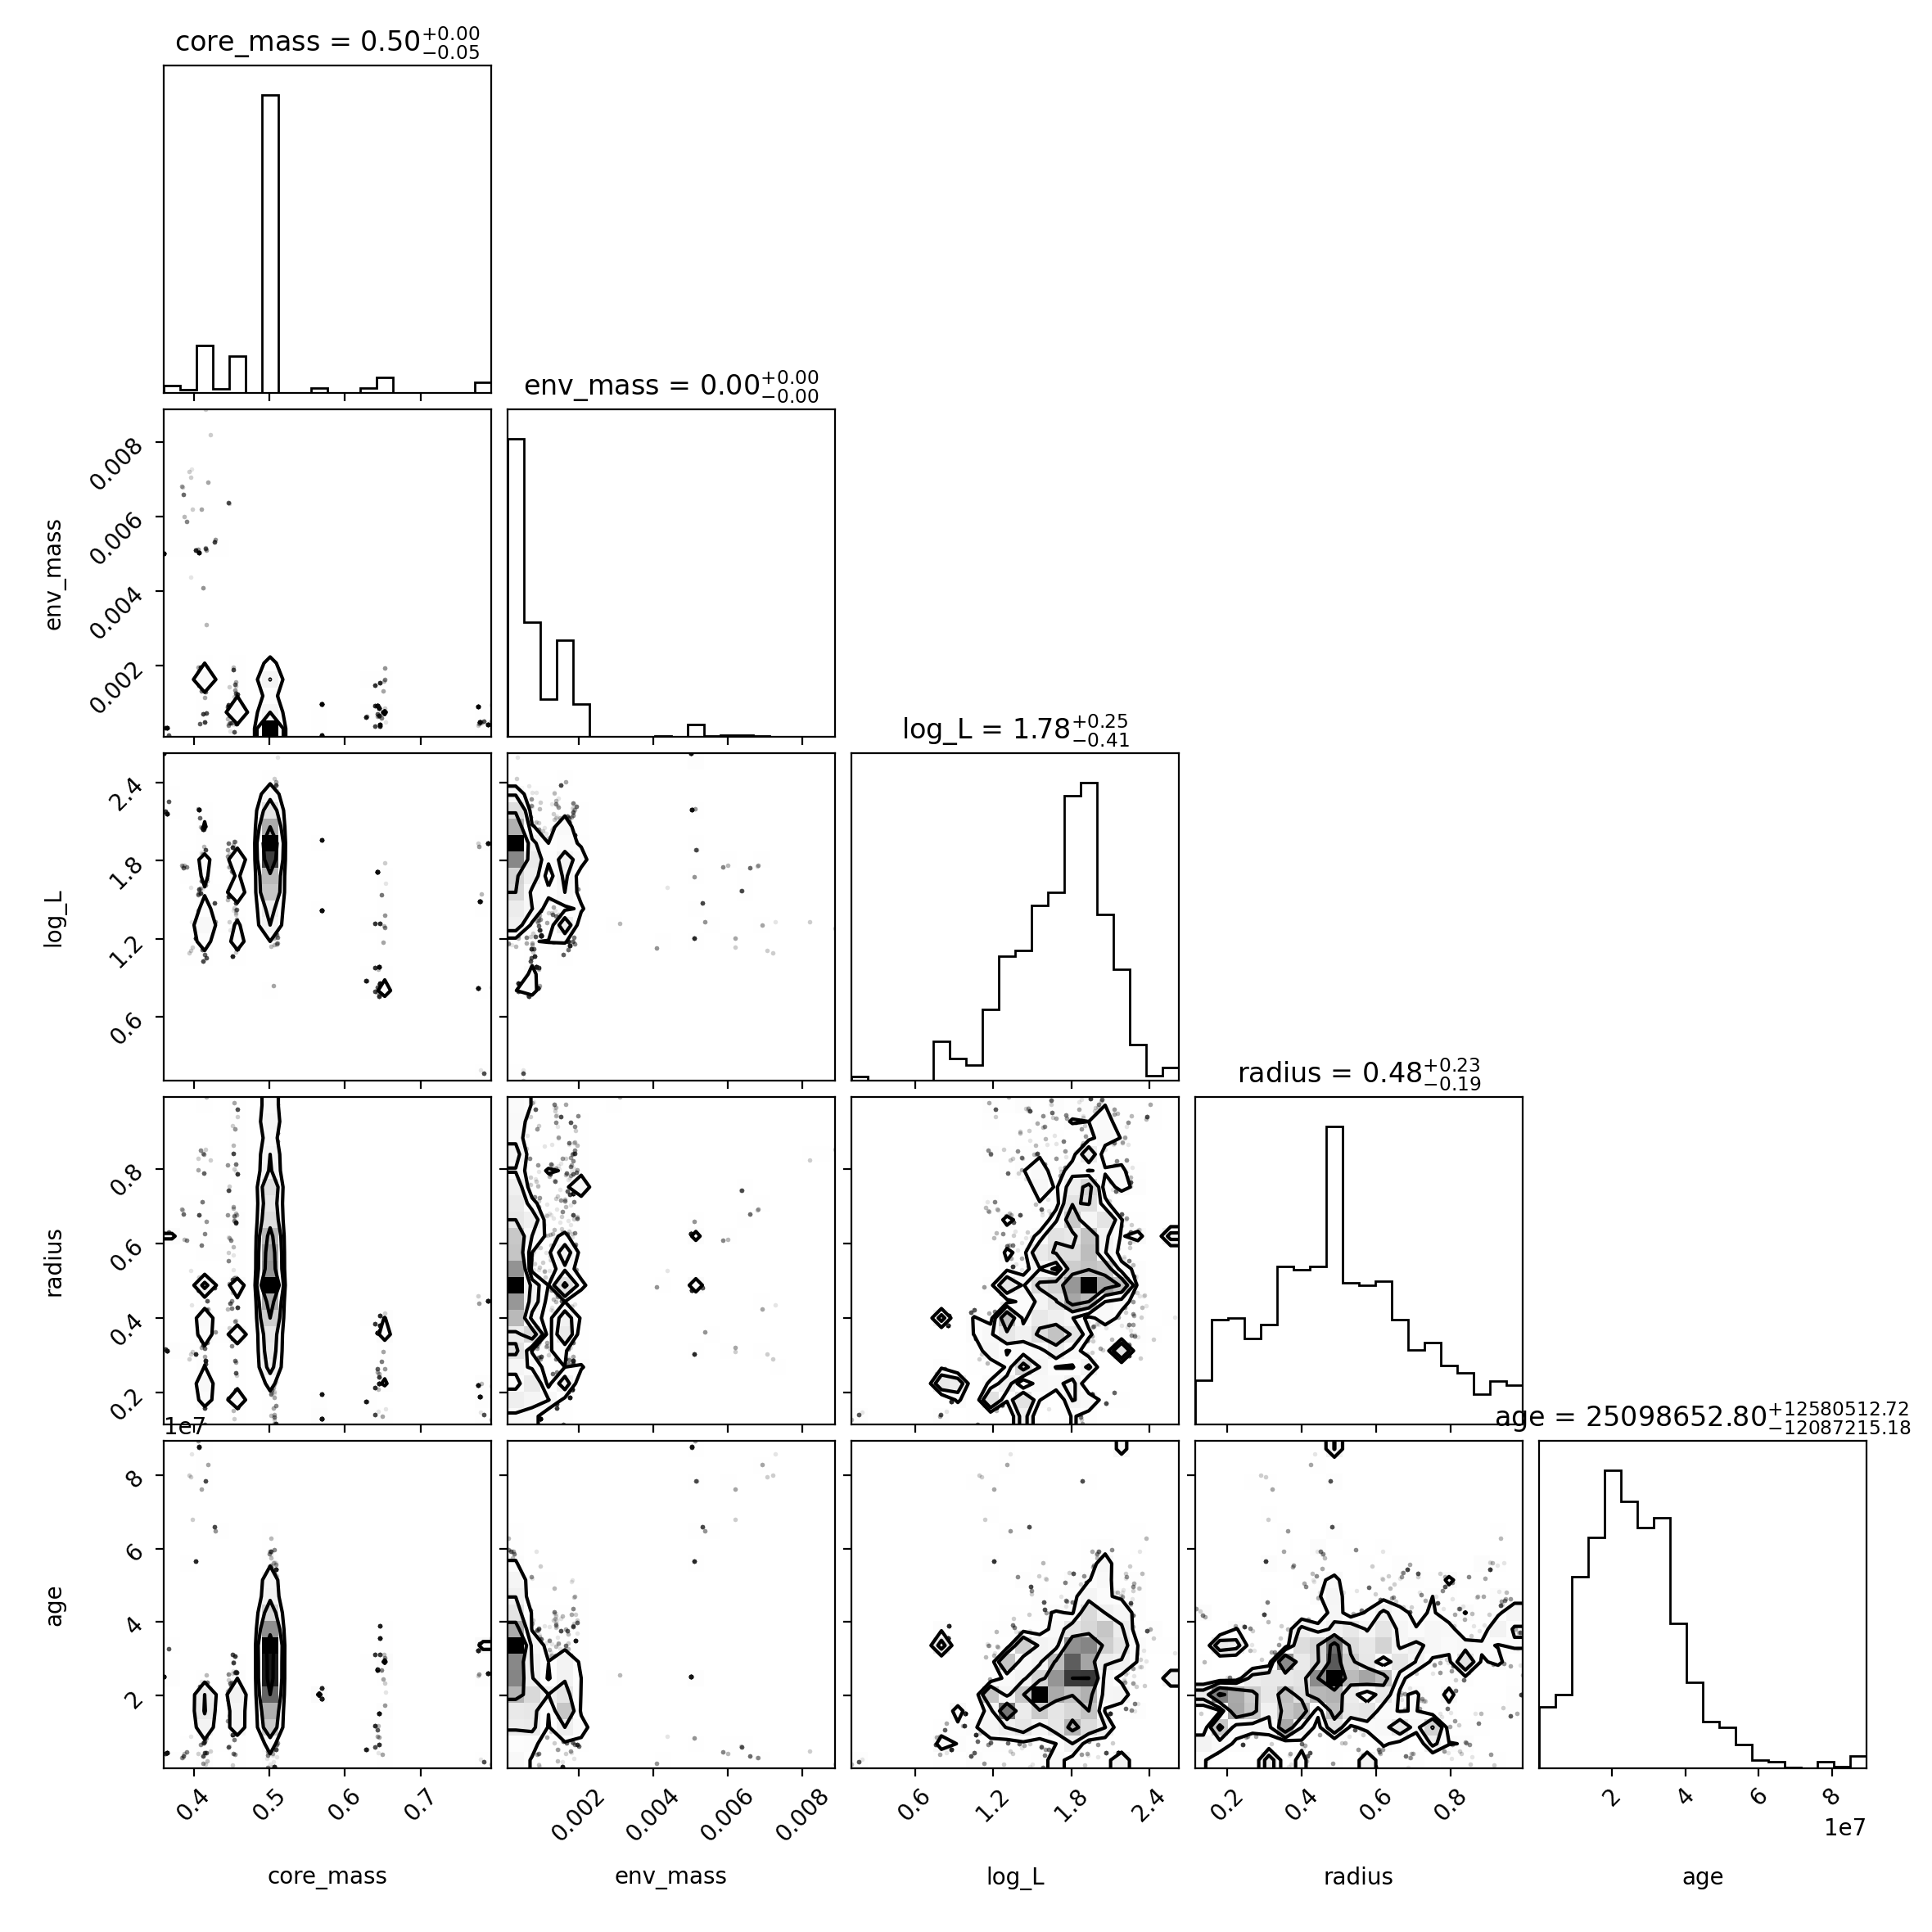 core_mass = 0.50+0.00 −0.05
env_mass = 0.00+0.00 −0.00
0.008
0.006
0.004
0.002
env_mass
log_L = 1.78+0.25 −0.41
2.4
1.8
1.2
0.6
log_L
radius = 0.48+0.23 −0.19
0.8
0.6
0.4
0.2
radius
1e7
age = 25098652.80+12580512.72 −12087215.18
8
6
4
2
age
0.4 0.5 0.6 0.7
0.002 0.004 0.006 0.008
0.6 1.2 1.8 2.4
0.2 0.4 0.6 0.8
2 4 6 8
1e7
core_mass env_mass log_L radius age